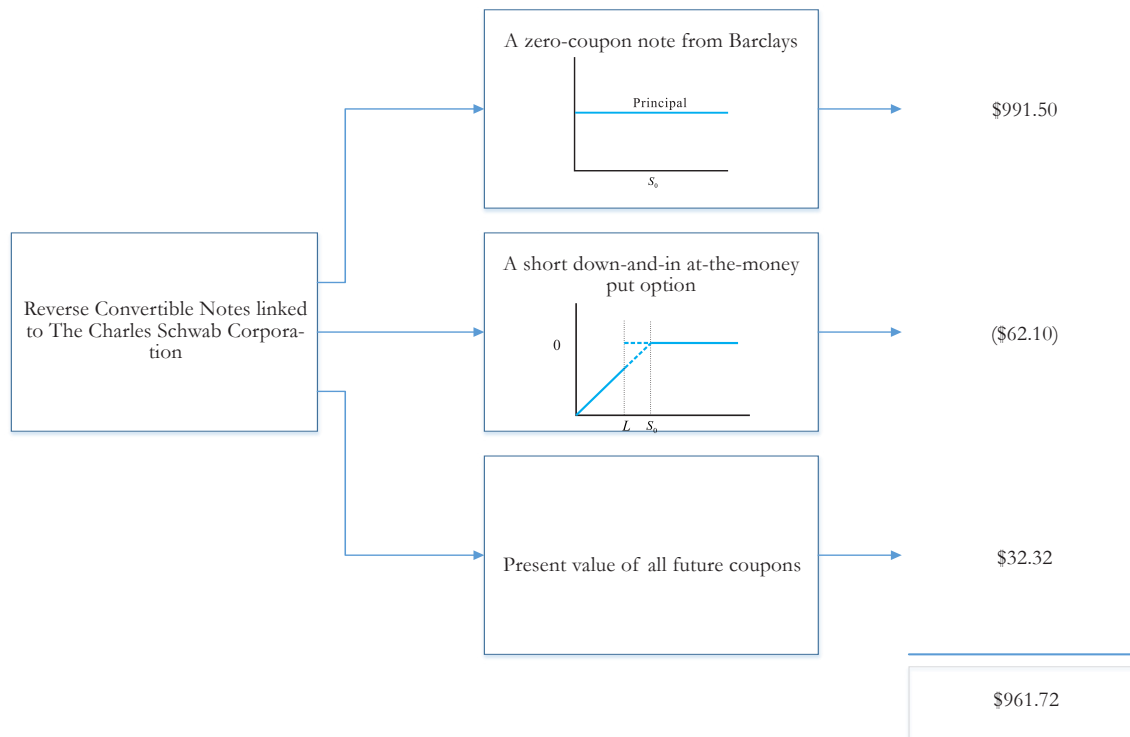 A zero-coupon note from Barclays
Principal
S₀
$991.50
Reverse Convertible Notes linked
to The Charles Schwab Corpora-
tion
A short down-and-in at-the-money
put option
0
L S₀
($62.10)
Present value of all future coupons
$32.32
$961.72